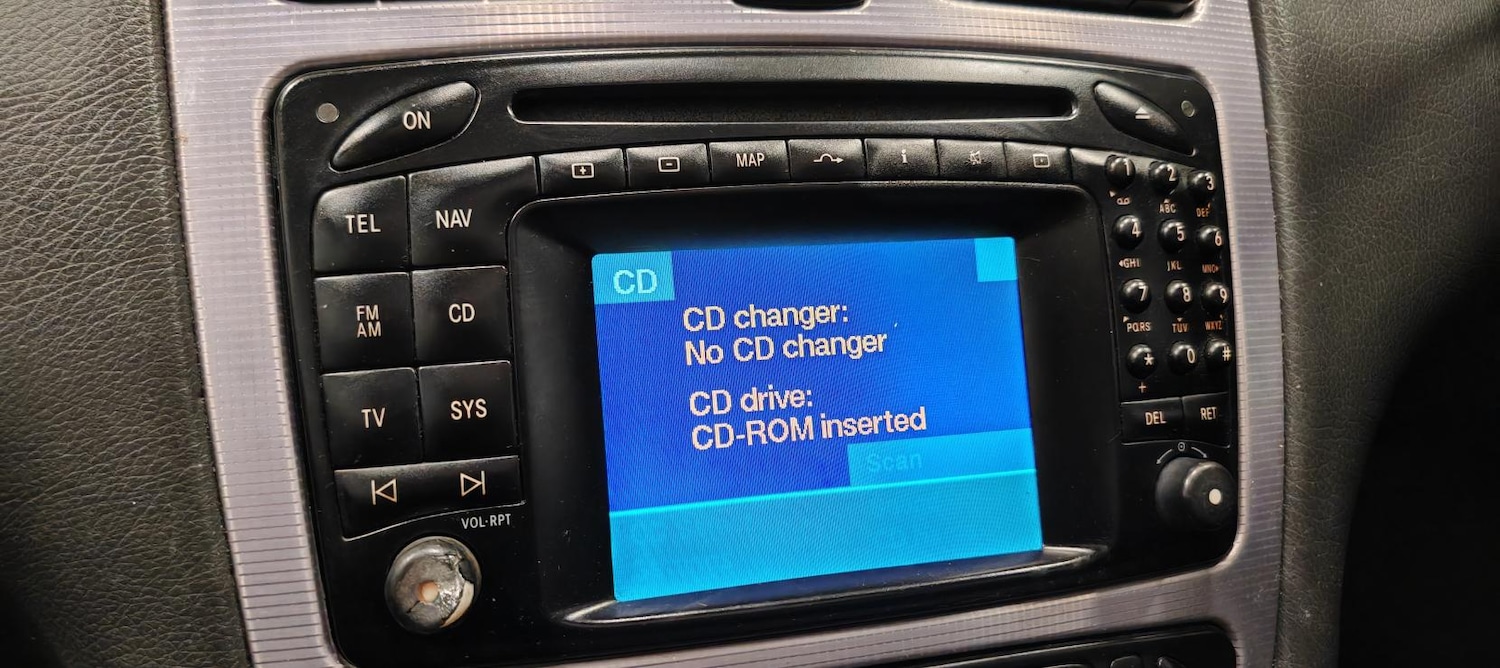 ON
MAP
i
TEL
NAV
FM
AM
CD
TV
SYS
VOL·RPT
CD
CD changer:
No CD changer
CD drive:
CD-ROM inserted
Scan
1
2
3
ABC
DEF
4
5
6
GHI
JKL
MNO
7
8
9
PQRS
TUV
WXYZ
*
0
#
+
DEL
RET